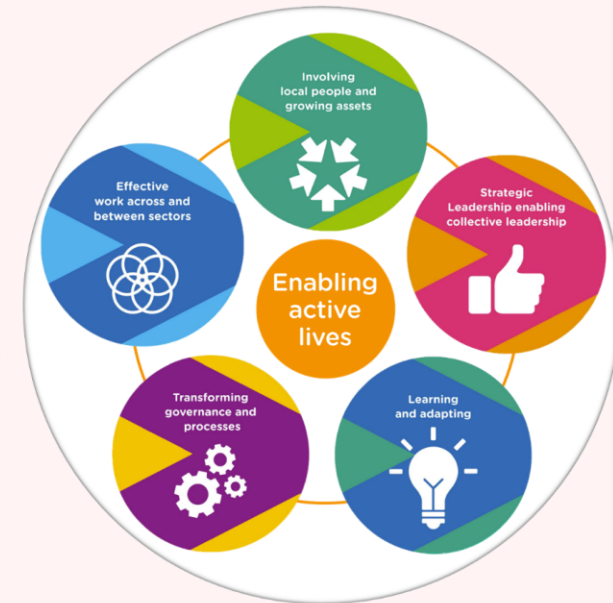 Involving
local people and
growing assets
Effective
work across and
between sectors
Strategic
Leadership enabling
collective leadership
Enabling
active
lives
Transforming
governance and
processes
Learning
and adapting